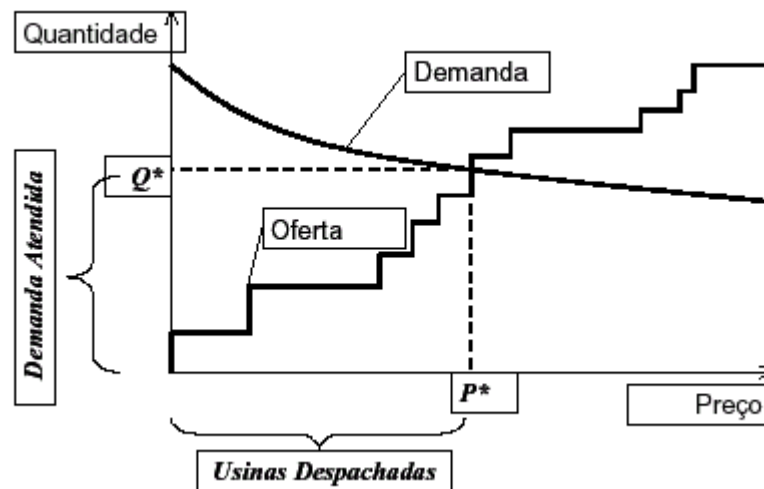 Quantidade
Demanda
Q*
Oferta
Demanda Atendida
P*
Preço
Usinas Despachadas